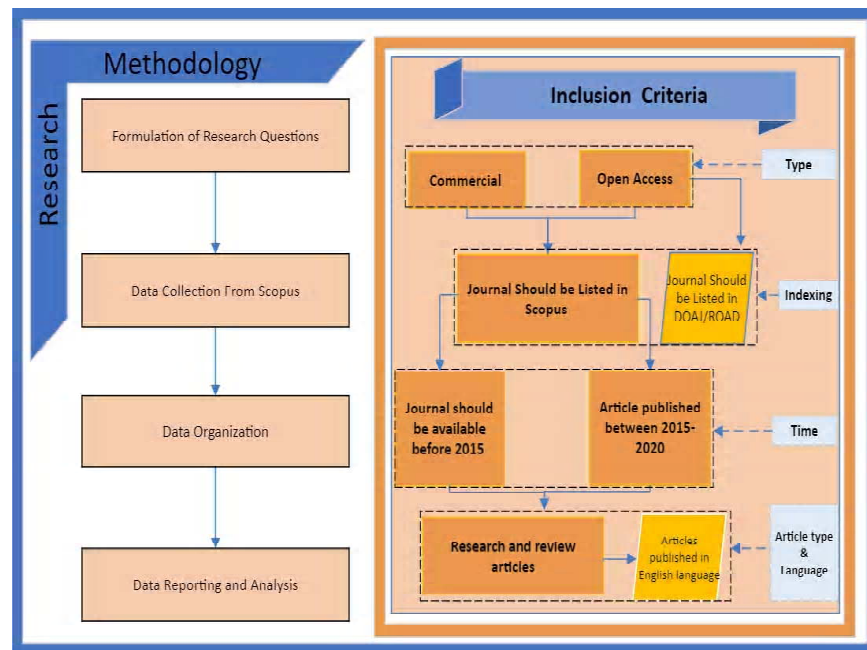 Methodology
Research
Formulation of Research Questions
Data Collection From Scopus
Data Organization
Data Reporting and Analysis
Inclusion Criteria
Commercial
Open Access
Type
Journal Should be Listed in
Scopus
Journal Should
be Listed in
DOAJ/ROAD
Indexing
Journal should
be available
before 2015
Article published
between 2015-
2020
Time
Research and review
articles
Articles
published in
English language
Article type
&
Language